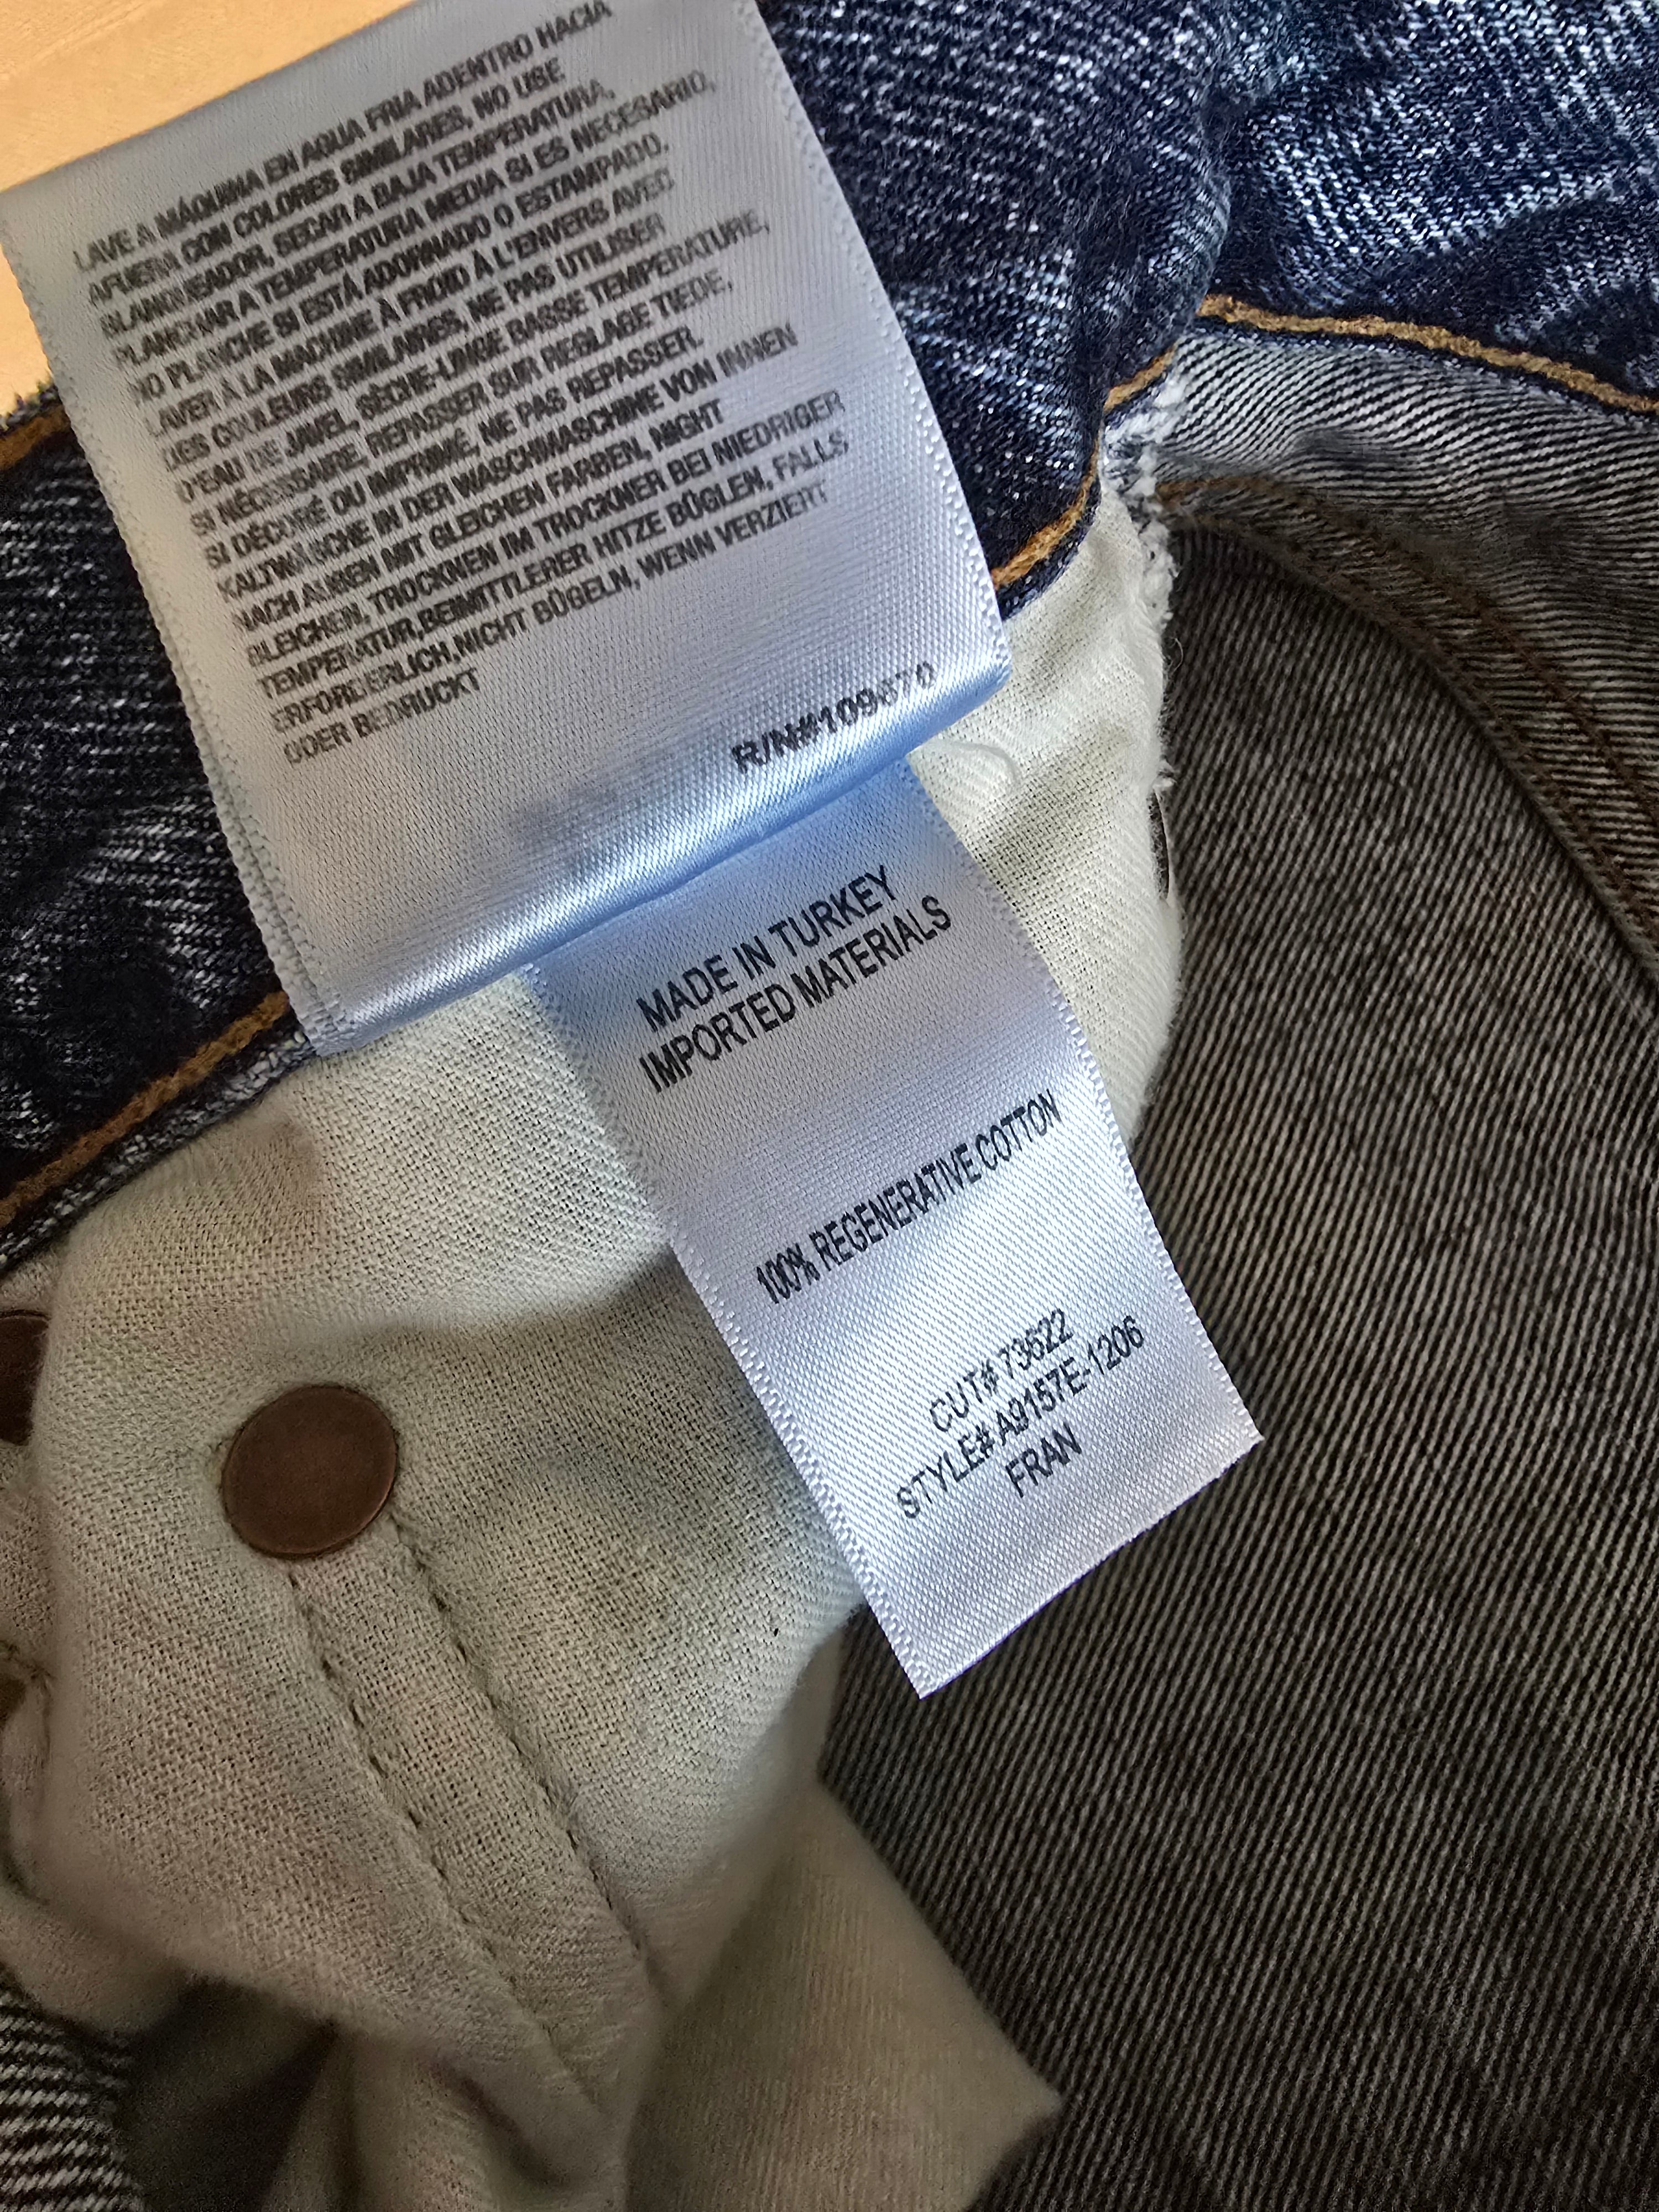 LAVE A MÁQUINA EN AGUA FRIA ADENTRO HACIA
AFUERA CON COLORES SIMILARES, NO USE
BLANQUEADOR, SECAR A BAJA TEMPERATURA,
PLANCHAR A TEMPERATURA MEDIA SI ES NECESARIO,
NO PLANCHE SI ESTÁ ADORNADO O ESTAMPADO.
LAVER À LA MACHINE À FROID À L'ENVERS AVEC
LES COULEURS SIMILAIRES, NE PAS UTILISER
D'EAU DE JAVEL, SÈCHE-LINGE BASSE TEMPERATURE,
SI NÉCESSAIRE, REPASSER SUR REGLAGE TIEDE,
SI DÉCORÉ OU IMPRIMÉ, NE PAS REPASSER.
KALTWÄSCHE IN DER WASCHMASCHINE VON INNEN
NACH AUSEN MIT GLEICHEN FARBEN, NIGHT
BLEICHEN, TROCKNEN IM TROCKNER BEI NIEDRIGER
TEMPERATUR,BEIMITTLERER HITZE BÜGLEN, FALLS
ERFORDERLICH,NICHT BÜGELN, WENN VERZIERT
ODER BEDRUCKT
R/N#109670
MADE IN TURKEY
IMPORTED MATERIALS
100% REGENERATIVE COTTON
CUT# 73622
STYLE# A9157E-1206
FRAN